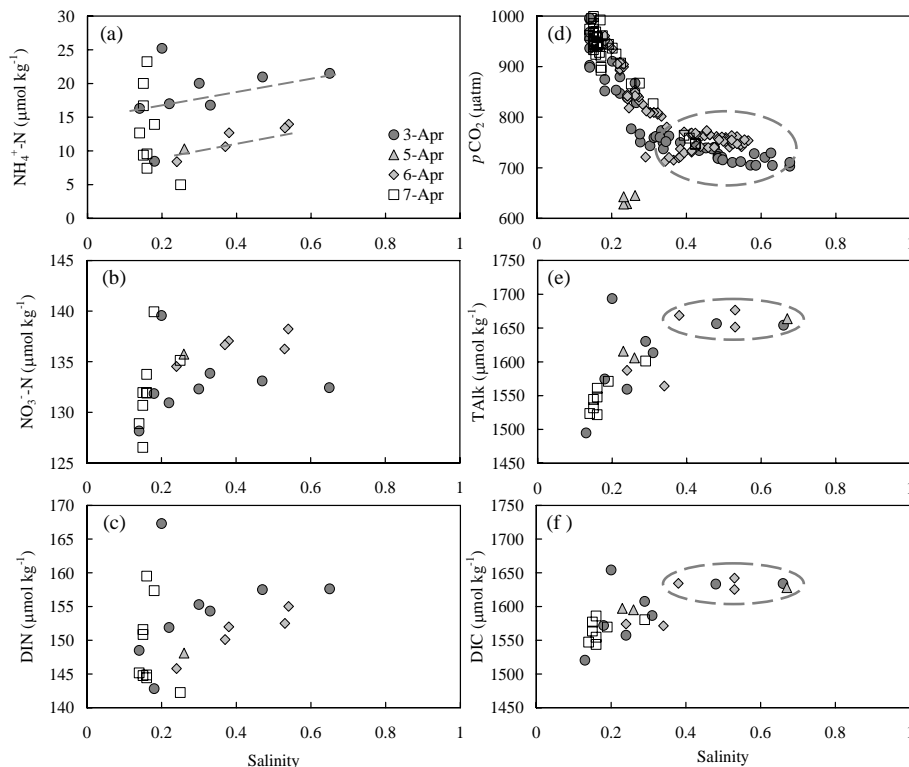 (a)
NH₄⁺-N (µmol kg⁻¹)
30
25
20
15
10
5
0
0 0.2 0.4 0.6 0.8 1
3-Apr
5-Apr
6-Apr
7-Apr
(d)
pCO₂ (µatm)
1000
900
800
700
600
0 0.2 0.4 0.6 0.8 1
(b)
NO₃⁻-N (µmol kg⁻¹)
145
140
135
130
125
0 0.2 0.4 0.6 0.8 1
(e)
TAlk (µmol kg⁻¹)
1750
1700
1650
1600
1550
1500
1450
0 0.2 0.4 0.6 0.8 1
(c)
DIN (µmol kg⁻¹)
170
165
160
155
150
145
140
0 0.2 0.4 0.6 0.8 1
Salinity
(f )
DIC (µmol kg⁻¹)
1750
1700
1650
1600
1550
1500
1450
0 0.2 0.4 0.6 0.8 1
Salinity